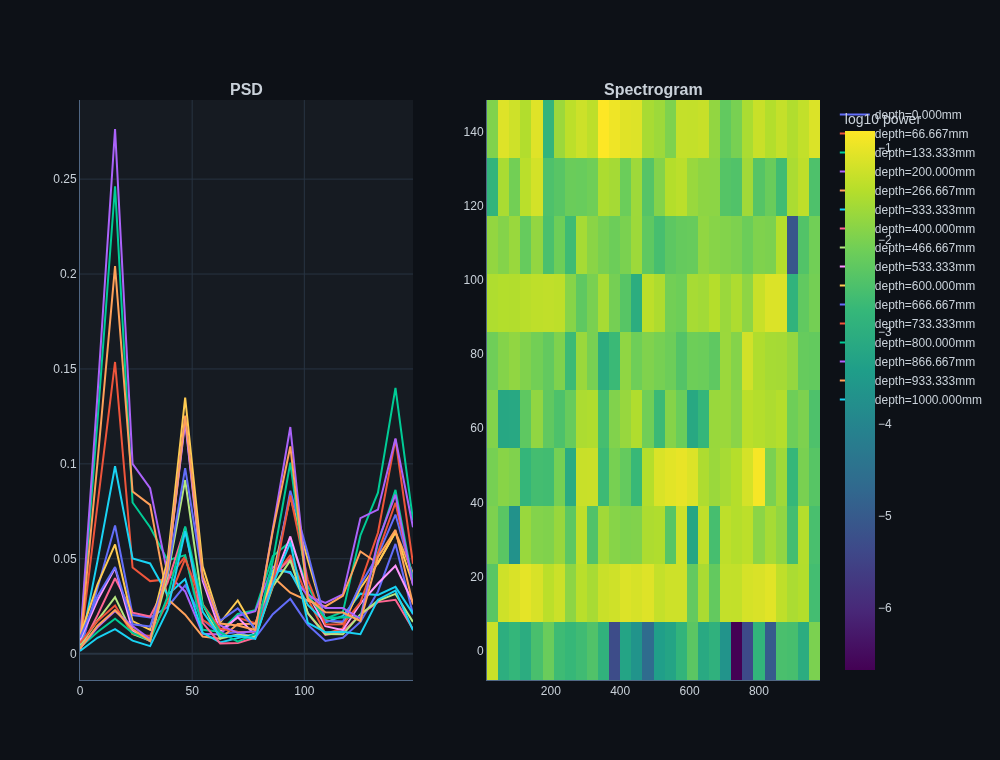 PSD
Spectrogram
0.25
0.2
0.15
0.1
0.05
0
0
50
100
140
120
100
80
60
40
20
0
200
400
600
800
log10 power
−1
−2
−3
−4
−5
−6
depth=0.000mm
depth=66.667mm
depth=133.333mm
depth=200.000mm
depth=266.667mm
depth=333.333mm
depth=400.000mm
depth=466.667mm
depth=533.333mm
depth=600.000mm
depth=666.667mm
depth=733.333mm
depth=800.000mm
depth=866.667mm
depth=933.333mm
depth=1000.000mm